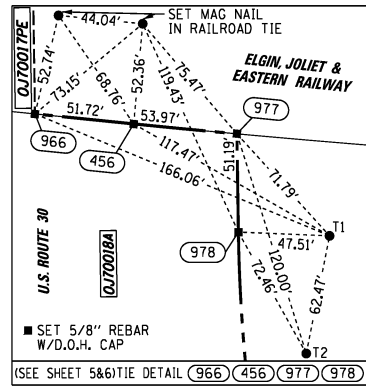 44.04'
SET MAG NAIL
IN RAILROAD TIE
OJ70017PE
52.74'
73.15'
68.76'
52.36'
119.43'
75.47'
ELGIN, JOLIET &
EASTERN RAILWAY
51.72'
53.97'
977
966
456
117.47'
166.06'
51.19'
71.79'
T1
978
47.51'
U.S. ROUTE 30
OJ70018A
72.46'
120.00'
62.47'
■ SET 5/8" REBAR
W/D.O.H. CAP
T2
(SEE SHEET 5&6)TIE DETAIL 966 456 977 978